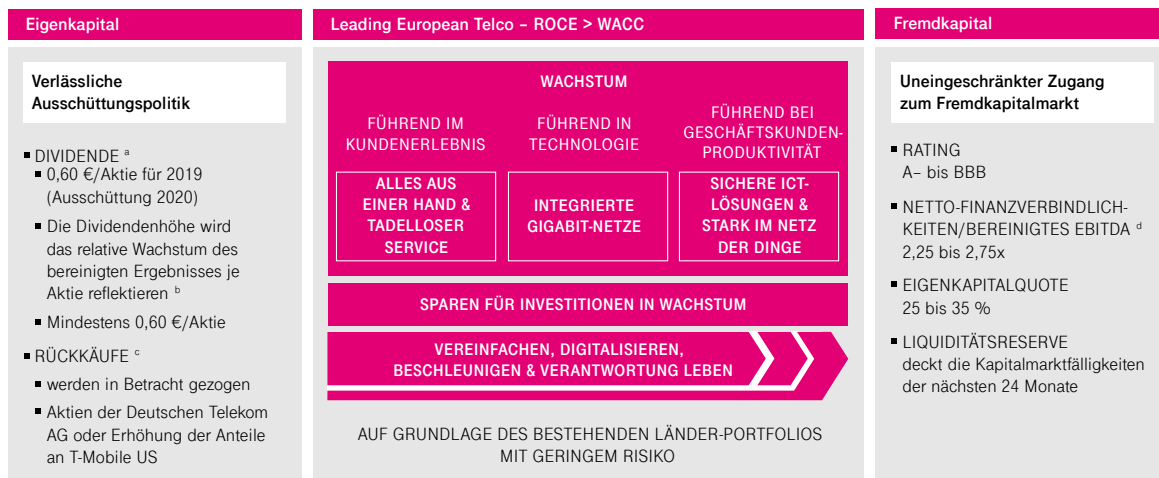 Eigenkapital
Verlässliche
Ausschüttungspolitik
▪ DIVIDENDE a
▪ 0,60 €/Aktie für 2019
(Ausschüttung 2020)
▪ Die Dividendenhöhe wird
das relative Wachstum des
bereinigten Ergebnisses je
Aktie reflektieren b
▪ Mindestens 0,60 €/Aktie
▪ RÜCKKÄUFE c
▪ werden in Betracht gezogen
▪ Aktien der Deutschen Telekom
AG oder Erhöhung der Anteile
an T-Mobile US
Leading European Telco – ROCE > WACC
WACHSTUM
FÜHREND IM
KUNDENERLEBNIS
ALLES AUS
EINER HAND &
TADELLOSER
SERVICE
FÜHREND IN
TECHNOLOGIE
INTEGRIERTE
GIGABIT-NETZE
FÜHREND BEI
GESCHÄFTSKUNDEN-
PRODUKTIVITÄT
SICHERE ICT-
LÖSUNGEN &
STARK IM NETZ
DER DINGE
SPAREN FÜR INVESTITIONEN IN WACHSTUM
VEREINFACHEN, DIGITALISIEREN,
BESCHLEUNIGEN & VERANTWORTUNG LEBEN
AUF GRUNDLAGE DES BESTEHENDEN LÄNDER-PORTFOLIOS
MIT GERINGEM RISIKO
Fremdkapital
Uneingeschränkter Zugang
zum Fremdkapitalmarkt
▪ RATING
A– bis BBB
▪ NETTO-FINANZVERBINDLICH-
KEITEN/BEREINIGTES EBITDA d
2,25 bis 2,75x
▪ EIGENKAPITALQUOTE
25 bis 35 %
▪ LIQUIDITÄTSRESERVE
deckt die Kapitalmarktfälligkeiten
der nächsten 24 Monate